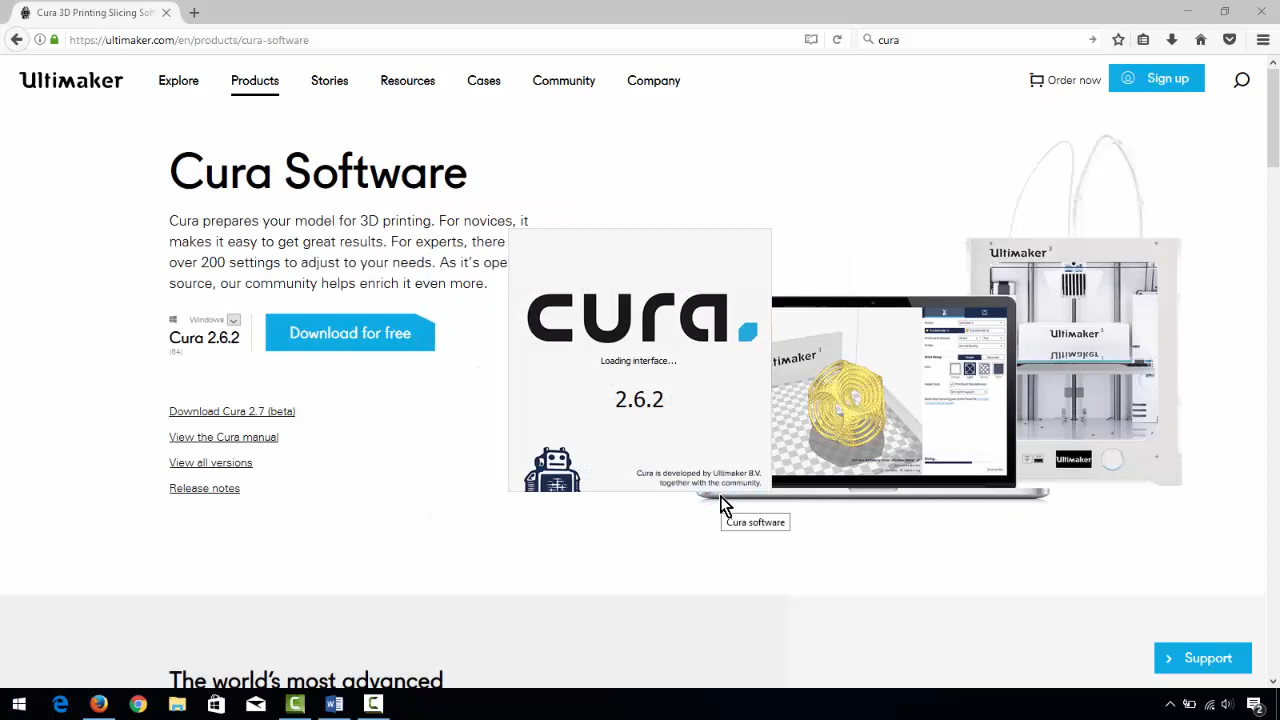 Cura 3D Printing Slicing Soft
https://ultimaker.com/en/products/cura-software
cura
Ultimaker
Explore
Products
Stories
Resources
Cases
Community
Company
Order now
Sign up
Cura Software
Cura prepares your model for 3D printing. For novices, it
makes it easy to get great results. For experts, there
over 200 settings to adjust to your needs. As it's ope
source, our community helps enrich it even more.
Windows
Cura 2.6.2
(64)
Download for free
Download Cura 2.7 (beta)
View the Cura manual
View all versions
Release notes
cura.
Loading interface...
2.6.2
Cura is developed by Ultimaker B.V.
together with the community.
Cura software
Ultimaker³
Ultimaker³
Ultimaker³
Ultimaker
The world's most advanced
Support
2